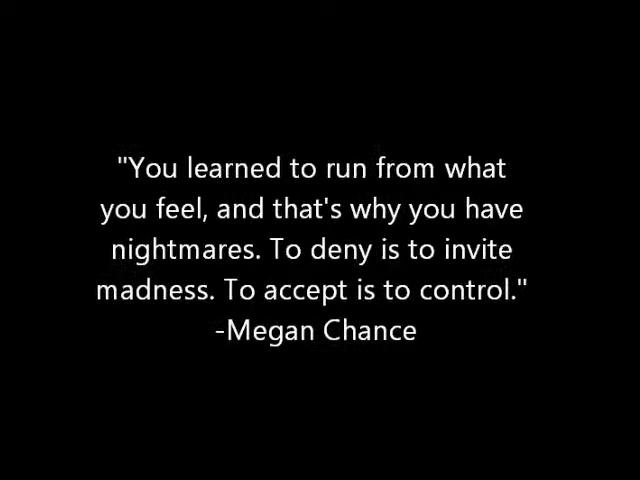 "You learned to run from what
you feel, and that's why you have
nightmares. To deny is to invite
madness. To accept is to control."
-Megan Chance